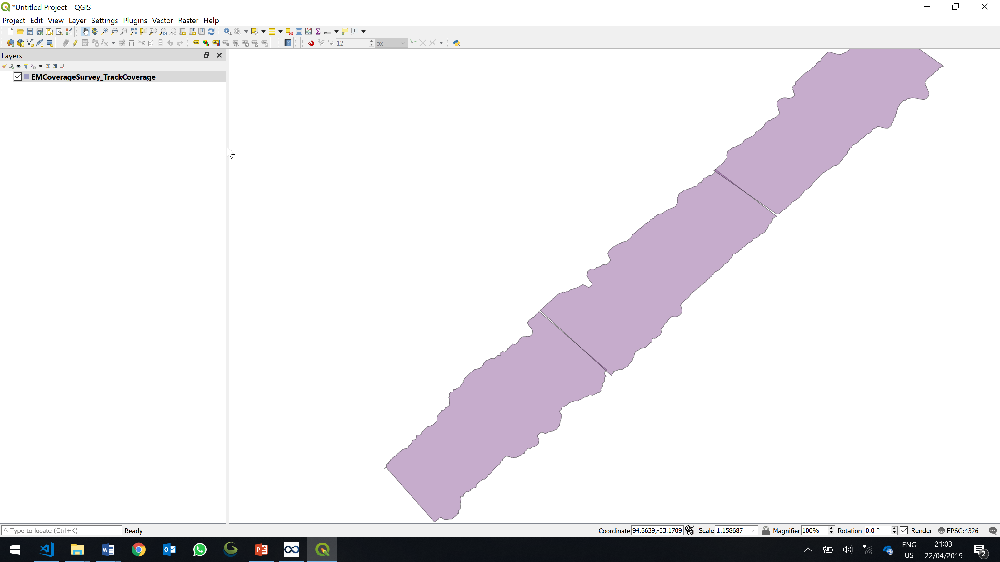 *Untitled Project - QGIS
Project Edit View Layer Settings Plugins Vector Raster Help
12 px
Layers
EMCoverageSurvey_TrackCoverage
Type to locate (Ctrl+K) Ready Coordinate 94.6639,-33.1709 Scale 1:158687 Magnifier 100% Rotation 0.0 ° Render EPSG:4326
ENG
US
21:03
22/04/2019
2